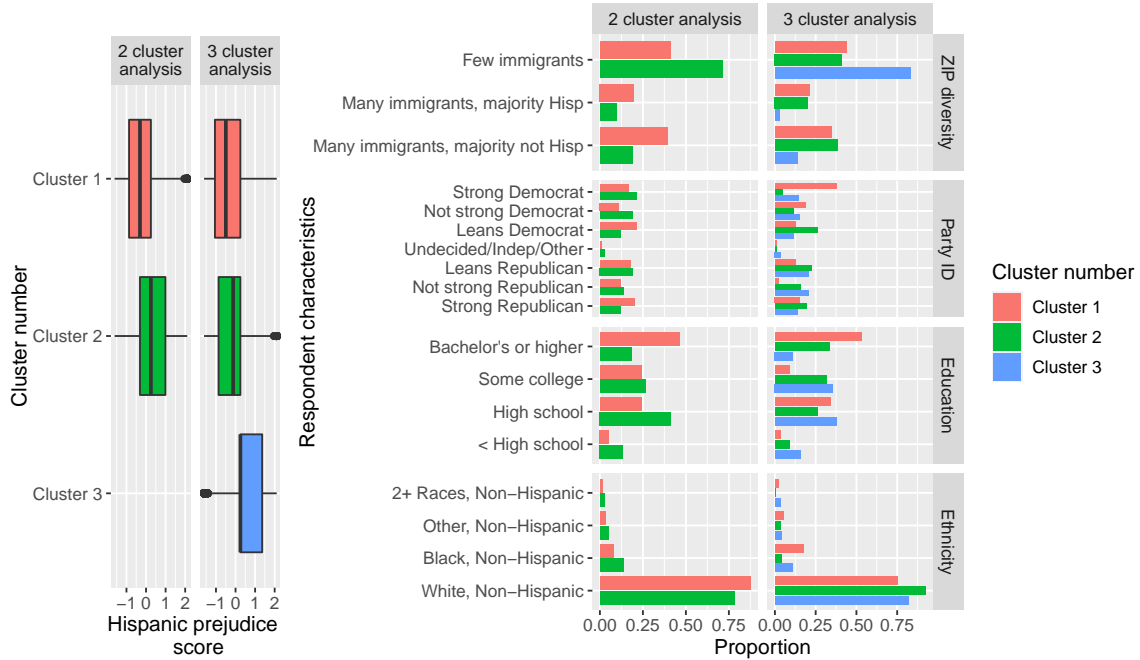 2 cluster
analysis
3 cluster
analysis
Cluster number
Cluster 1
Cluster 2
Cluster 3
−1 0 1 2
−1 0 1 2
Hispanic prejudice
score
2 cluster analysis
3 cluster analysis
Respondent characteristics
Few immigrants
Many immigrants, majority Hisp
Many immigrants, majority not Hisp
ZIP diversity
Strong Democrat
Not strong Democrat
Leans Democrat
Undecided/Indep/Other
Leans Republican
Not strong Republican
Strong Republican
Party ID
Bachelor's or higher
Some college
High school
< High school
Education
2+ Races, Non−Hispanic
Other, Non−Hispanic
Black, Non−Hispanic
White, Non−Hispanic
Ethnicity
0.00 0.25 0.50 0.75
0.00 0.25 0.50 0.75
Proportion
Cluster number
Cluster 1
Cluster 2
Cluster 3